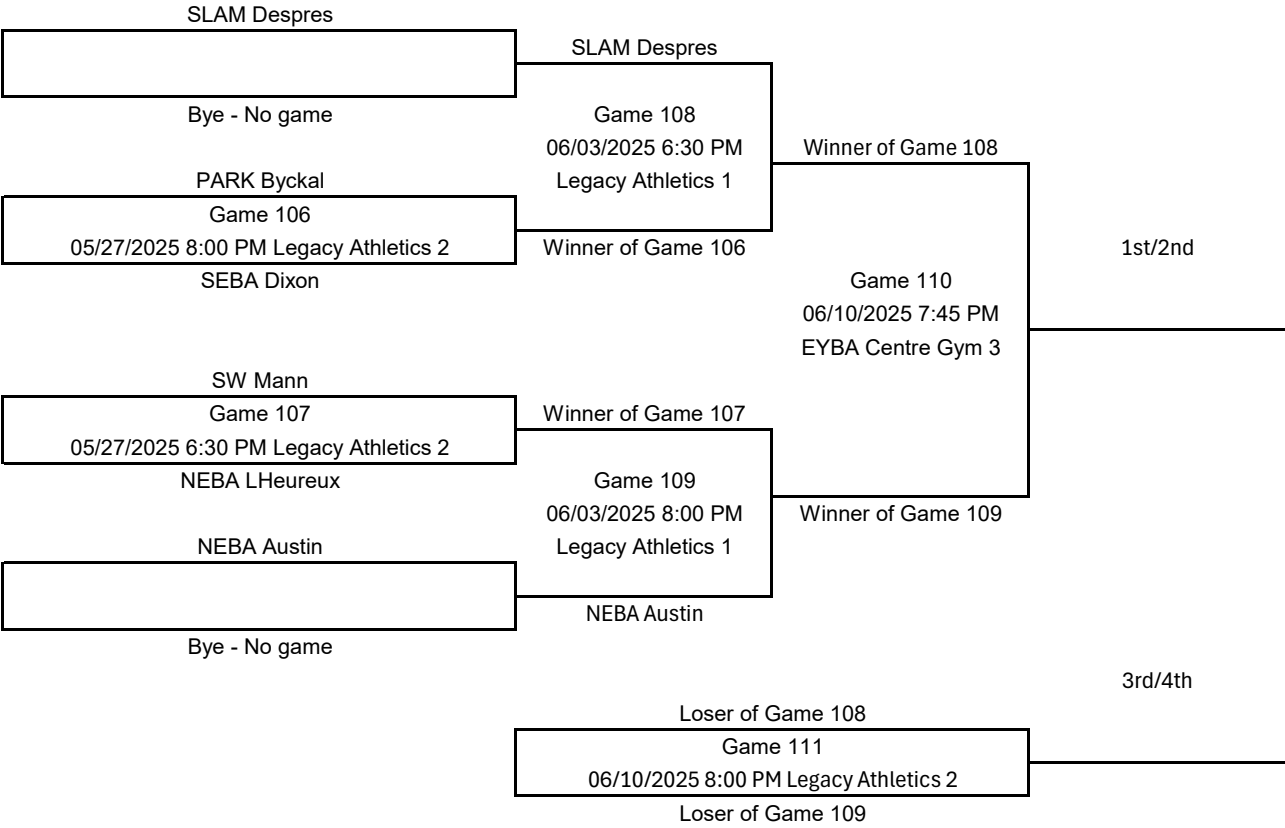 SLAM Despres
Bye - No game
PARK Byckal
Game 106
05/27/2025 8:00 PM Legacy Athletics 2
SEBA Dixon
SW Mann
Game 107
05/27/2025 6:30 PM Legacy Athletics 2
NEBA LHeureux
NEBA Austin
Bye - No game
SLAM Despres
Game 108
06/03/2025 6:30 PM
Legacy Athletics 1
Winner of Game 106
Winner of Game 107
Game 109
06/03/2025 8:00 PM
Legacy Athletics 1
NEBA Austin
Winner of Game 108
Game 110
06/10/2025 7:45 PM
EYBA Centre Gym 3
Winner of Game 109
1st/2nd
Loser of Game 108
Game 111
06/10/2025 8:00 PM Legacy Athletics 2
Loser of Game 109
3rd/4th